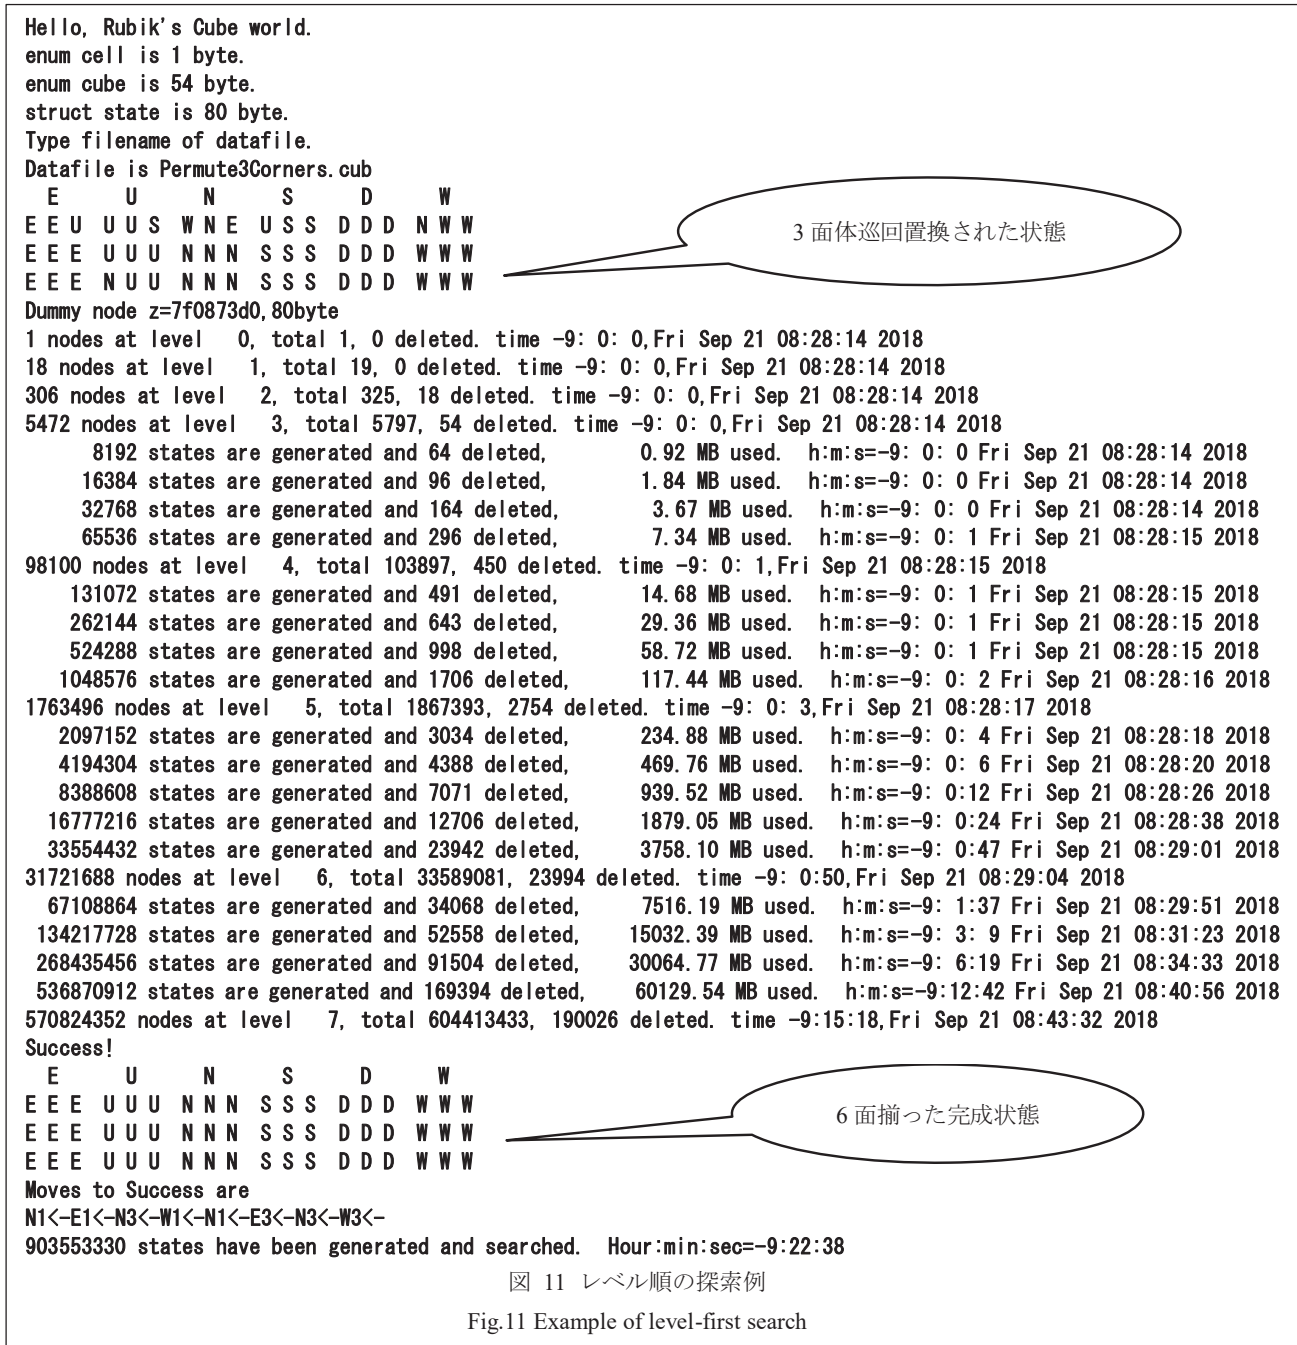 Hello, Rubik's Cube world.
enum cell is 1 byte.
enum cube is 54 byte.
struct state is 80 byte.
Type filename of datafile.
Datafile is Permute3Corners.cub
E U N S D W
E E U U U S W N E U S S D D D N W W
E E E U U U N N N S S S D D D W W W
E E E N U U N N N S S S D D D W W W
3 面体巡回置換された状態
Dummy node z=7f0873d0,80byte
1 nodes at level 0, total 1, 0 deleted. time -9: 0: 0,Fri Sep 21 08:28:14 2018
18 nodes at level 1, total 19, 0 deleted. time -9: 0: 0,Fri Sep 21 08:28:14 2018
306 nodes at level 2, total 325, 18 deleted. time -9: 0: 0,Fri Sep 21 08:28:14 2018
5472 nodes at level 3, total 5797, 54 deleted. time -9: 0: 0,Fri Sep 21 08:28:14 2018
8192 states are generated and 64 deleted, 0.92 MB used. h:m:s=-9: 0: 0 Fri Sep 21 08:28:14 2018
16384 states are generated and 96 deleted, 1.84 MB used. h:m:s=-9: 0: 0 Fri Sep 21 08:28:14 2018
32768 states are generated and 164 deleted, 3.67 MB used. h:m:s=-9: 0: 0 Fri Sep 21 08:28:14 2018
65536 states are generated and 296 deleted, 7.34 MB used. h:m:s=-9: 0: 1 Fri Sep 21 08:28:15 2018
98100 nodes at level 4, total 103897, 450 deleted. time -9: 0: 1,Fri Sep 21 08:28:15 2018
131072 states are generated and 491 deleted, 14.68 MB used. h:m:s=-9: 0: 1 Fri Sep 21 08:28:15 2018
262144 states are generated and 643 deleted, 29.36 MB used. h:m:s=-9: 0: 1 Fri Sep 21 08:28:15 2018
524288 states are generated and 998 deleted, 58.72 MB used. h:m:s=-9: 0: 1 Fri Sep 21 08:28:15 2018
1048576 states are generated and 1706 deleted, 117.44 MB used. h:m:s=-9: 0: 2 Fri Sep 21 08:28:16 2018
1763496 nodes at level 5, total 1867393, 2754 deleted. time -9: 0: 3,Fri Sep 21 08:28:17 2018
2097152 states are generated and 3034 deleted, 234.88 MB used. h:m:s=-9: 0: 4 Fri Sep 21 08:28:18 2018
4194304 states are generated and 4388 deleted, 469.76 MB used. h:m:s=-9: 0: 6 Fri Sep 21 08:28:20 2018
8388608 states are generated and 7071 deleted, 939.52 MB used. h:m:s=-9: 0:12 Fri Sep 21 08:28:26 2018
16777216 states are generated and 12706 deleted, 1879.05 MB used. h:m:s=-9: 0:24 Fri Sep 21 08:28:38 2018
33554432 states are generated and 23942 deleted, 3758.10 MB used. h:m:s=-9: 0:47 Fri Sep 21 08:29:01 2018
31721688 nodes at level 6, total 33589081, 23994 deleted. time -9: 0:50,Fri Sep 21 08:29:04 2018
67108864 states are generated and 34068 deleted, 7516.19 MB used. h:m:s=-9: 1:37 Fri Sep 21 08:29:51 2018
134217728 states are generated and 52558 deleted, 15032.39 MB used. h:m:s=-9: 3: 9 Fri Sep 21 08:31:23 2018
268435456 states are generated and 91504 deleted, 30064.77 MB used. h:m:s=-9: 6:19 Fri Sep 21 08:34:33 2018
536870912 states are generated and 169394 deleted, 60129.54 MB used. h:m:s=-9:12:42 Fri Sep 21 08:40:56 2018
570824352 nodes at level 7, total 604413433, 190026 deleted. time -9:15:18,Fri Sep 21 08:43:32 2018
Success!
E U N S D W
E E E U U U N N N S S S D D D W W W
E E E U U U N N N S S S D D D W W W
E E E U U U N N N S S S D D D W W W
6 面揃った完成状態
Moves to Success are
N1<-E1<-N3<-W1<-N1<-E3<-N3<-W3<-
903553330 states have been generated and searched. Hour:min:sec=-9:22:38
図 11 レベル順の探索例
Fig.11 Example of level-first search